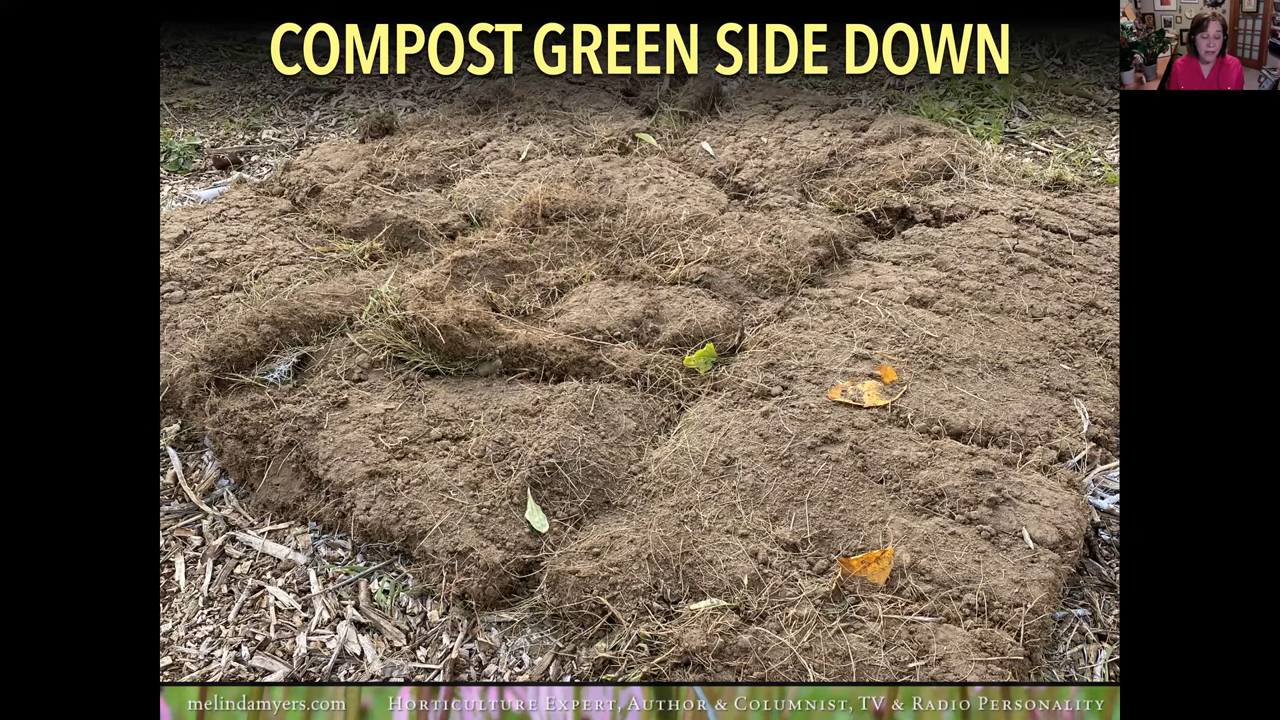 COMPOST GREEN SIDE DOWN
melindamyers.com HORTICULTURE EXPERT, AUTHOR & COLUMNIST, TV & RADIO PERSONALITY